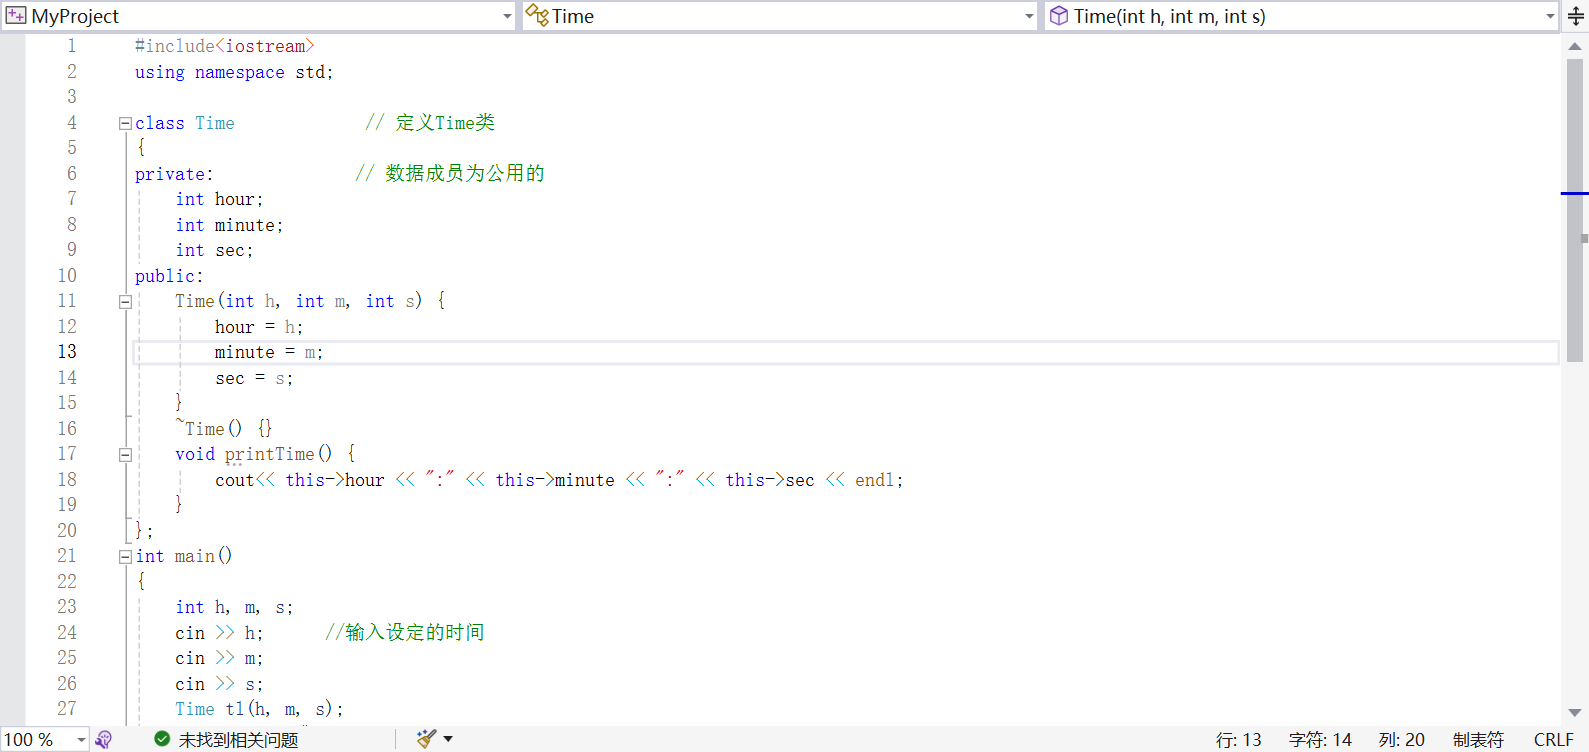 MyProject Time Time(int h, int m, int s)
1 #include<iostream>
2 using namespace std;
3
4 class Time // 定义Time类
5 {
6 private: // 数据成员为公用的
7 int hour;
8 int minute;
9 int sec;
10 public:
11 Time(int h, int m, int s) {
12 hour = h;
13 minute = m;
14 sec = s;
15 }
16 ~Time() {}
17 void printTime() {
18 cout<< this->hour << ":" << this->minute << ":" << this->sec << endl;
19 }
20 };
21 int main()
22 {
23 int h, m, s;
24 cin >> h; //输入设定的时间
25 cin >> m;
26 cin >> s;
27 Time t1(h, m, s);
100 % 未找到相关问题 行: 13 字符: 14 列: 20 制表符 CRLF